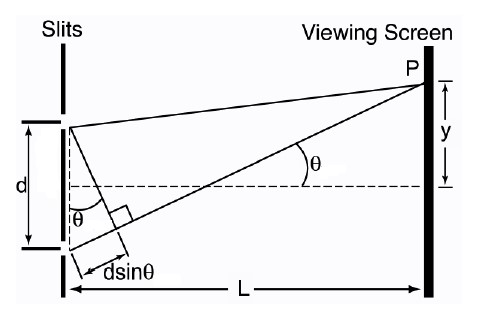 Slits
Viewing Screen
P
y
d
θ
θ
dsinθ
L